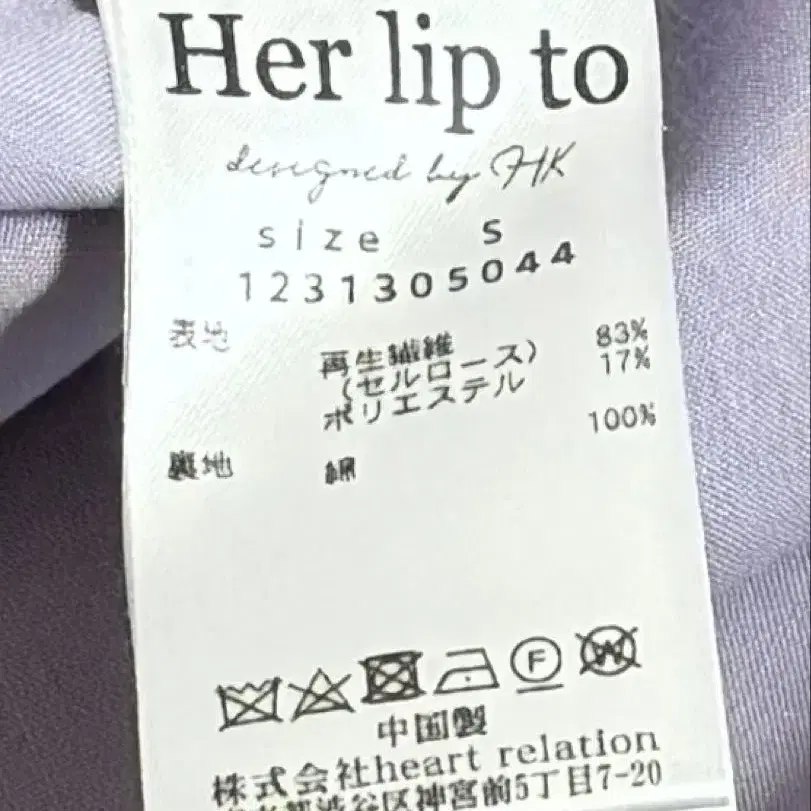 Her lip to
designed by HK
size S
1231305044
表地 再生繊維 83%
(セルロース)
ポリエステル 17%
裏地 綿 100%
F
W
中国製
株式会社heart relation
渋谷区神宮前5丁目7-20